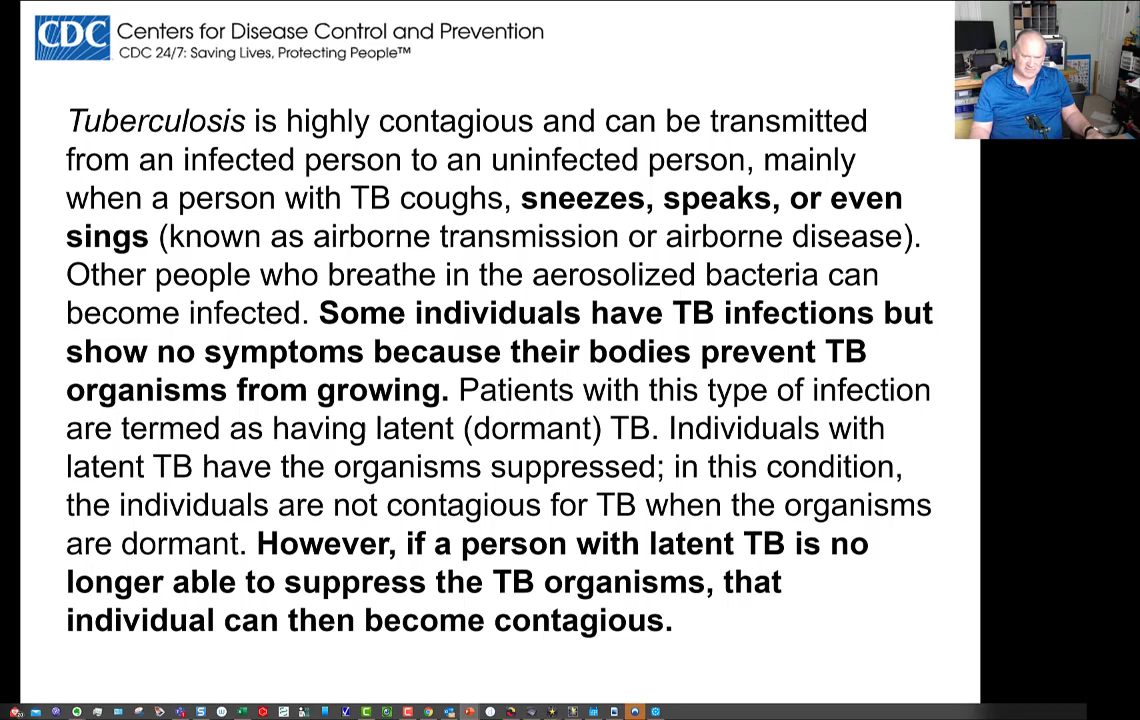 CDC Centers for Disease Control and Prevention
CDC 24/7: Saving Lives, Protecting People™
Tuberculosis is highly contagious and can be transmitted
from an infected person to an uninfected person, mainly
when a person with TB coughs, sneezes, speaks, or even
sings (known as airborne transmission or airborne disease).
Other people who breathe in the aerosolized bacteria can
become infected. Some individuals have TB infections but
show no symptoms because their bodies prevent TB
organisms from growing. Patients with this type of infection
are termed as having latent (dormant) TB. Individuals with
latent TB have the organisms suppressed; in this condition,
the individuals are not contagious for TB when the organisms
are dormant. However, if a person with latent TB is no
longer able to suppress the TB organisms, that
individual can then become contagious.